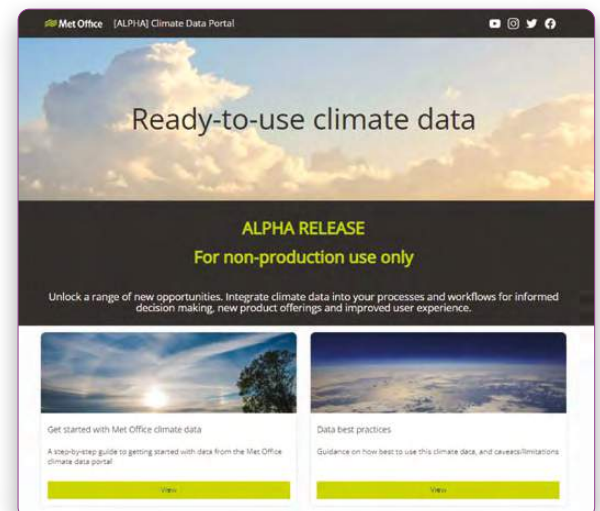 Met Office [ALPHA] Climate Data Portal
Ready-to-use climate data
ALPHA RELEASE
For non-production use only
Unlock a range of new opportunities. Integrate climate data into your processes and workflows for informed
decision making, new product offerings and improved user experience.
Get started with Met Office climate data
A step-by-step guide to getting started with data from the Met Office
climate data portal
View
Data best practices
Guidance on how best to use this climate data, and caveats/limitations
View